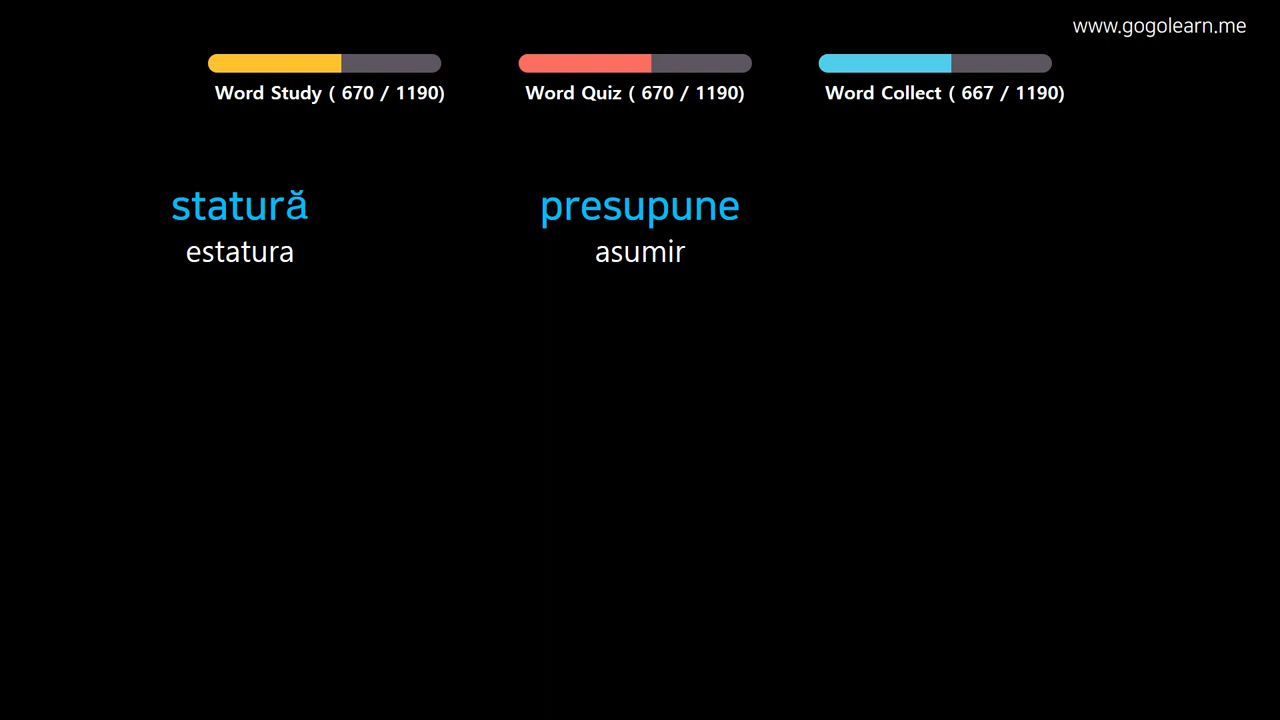 www.gogolearn.me
Word Study ( 670 / 1190)
Word Quiz ( 670 / 1190)
Word Collect ( 667 / 1190)
statură
estatura
presupune
asumir